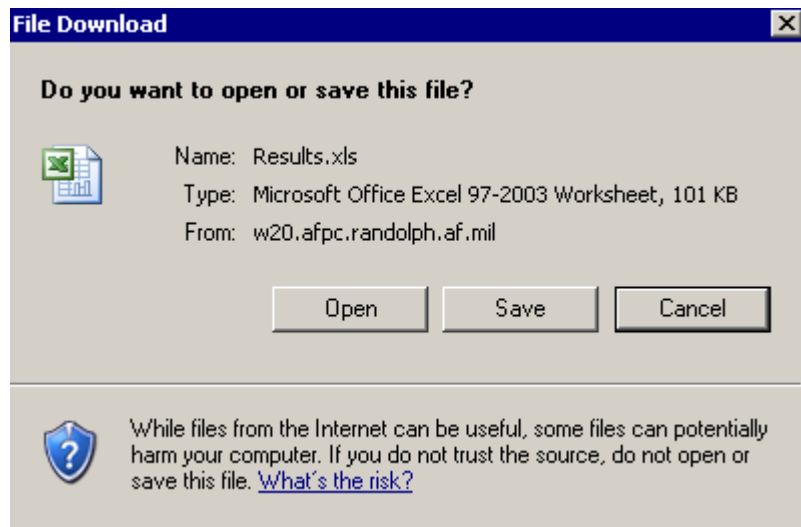 File Download
Do you want to open or save this file?
Name: Results.xls
Type: Microsoft Office Excel 97-2003 Worksheet, 101 KB
From: w20.afpc.randolph.af.mil
Open Save Cancel
While files from the Internet can be useful, some files can potentially
harm your computer. If you do not trust the source, do not open or
save this file. What's the risk?